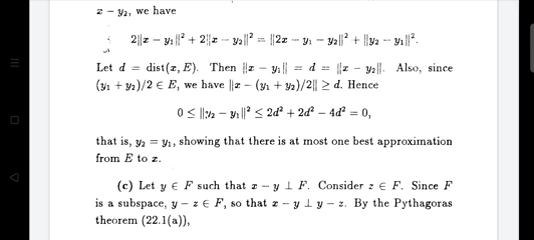 x − y₂, we have
2‖x − y₁‖² + 2‖x − y₂‖² = ‖2x − y₁ − y₂‖² + ‖y₂ − y₁‖².
Let d = dist(x, E). Then ‖x − y₁‖ = d = ‖x − y₂‖. Also, since
(y₁ + y₂)/2 ∈ E, we have ‖x − (y₁ + y₂)/2‖ ≥ d. Hence
0 ≤ ‖y₂ − y₁‖² ≤ 2d² + 2d² − 4d² = 0,
that is, y₂ = y₁, showing that there is at most one best approximation
from E to x.
(c) Let y ∈ F such that x − y ⊥ F. Consider z ∈ F. Since F
is a subspace, y − z ∈ F, so that x − y ⊥ y − z. By the Pythagoras
theorem (22.1(a)),